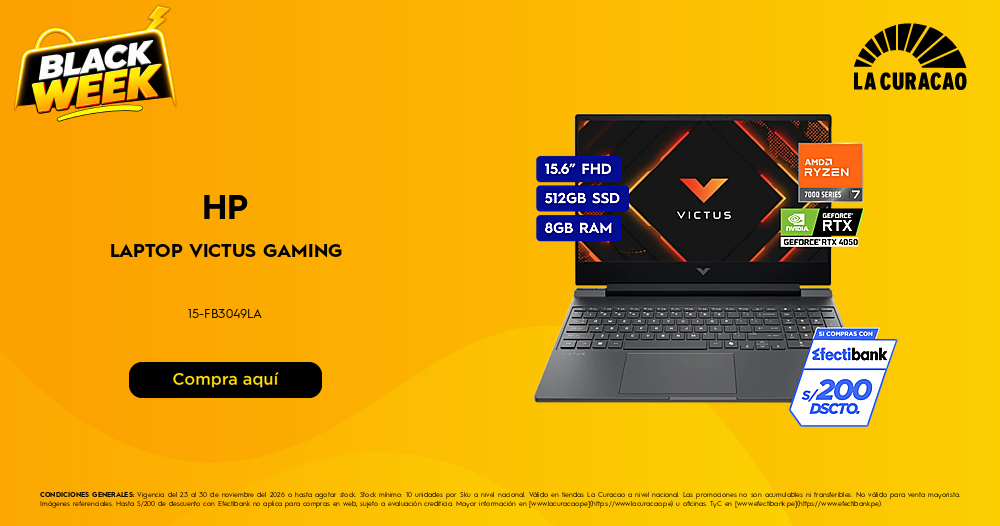 BLACK
WEEK
LA CURACAO
HP
LAPTOP VICTUS GAMING
15-FB3049LA
Compra aquí
15.6” FHD
512GB SSD
8GB RAM
VICTUS
AMD
RYZEN
7000 SERIES 7
NVIDIA.
GEFORCE
RTX
GEFORCE RTX 4050
SI COMPRAS CON
Efectibank
S/200
DSCTO.
CONDICIONES GENERALES: Vigencia del 23 al 30 de noviembre del 2026 o hasta agotar stock. Stock mínimo: 10 unidades por Sku a nivel nacional. Válido en tiendas La Curacao a nivel nacional. Las promociones no son acumulables ni transferibles. No válido para venta mayorista.
Imágenes referenciales. Hasta S/200 de descuento con Efectibank no aplica para compras en web, sujeto a evaluación crediticia. Mayor información en [www.lacuracao.pe](https://www.lacuracao.pe) u oficinas. TyC en [www.efectibank.pe](https://www.efectibank.pe).